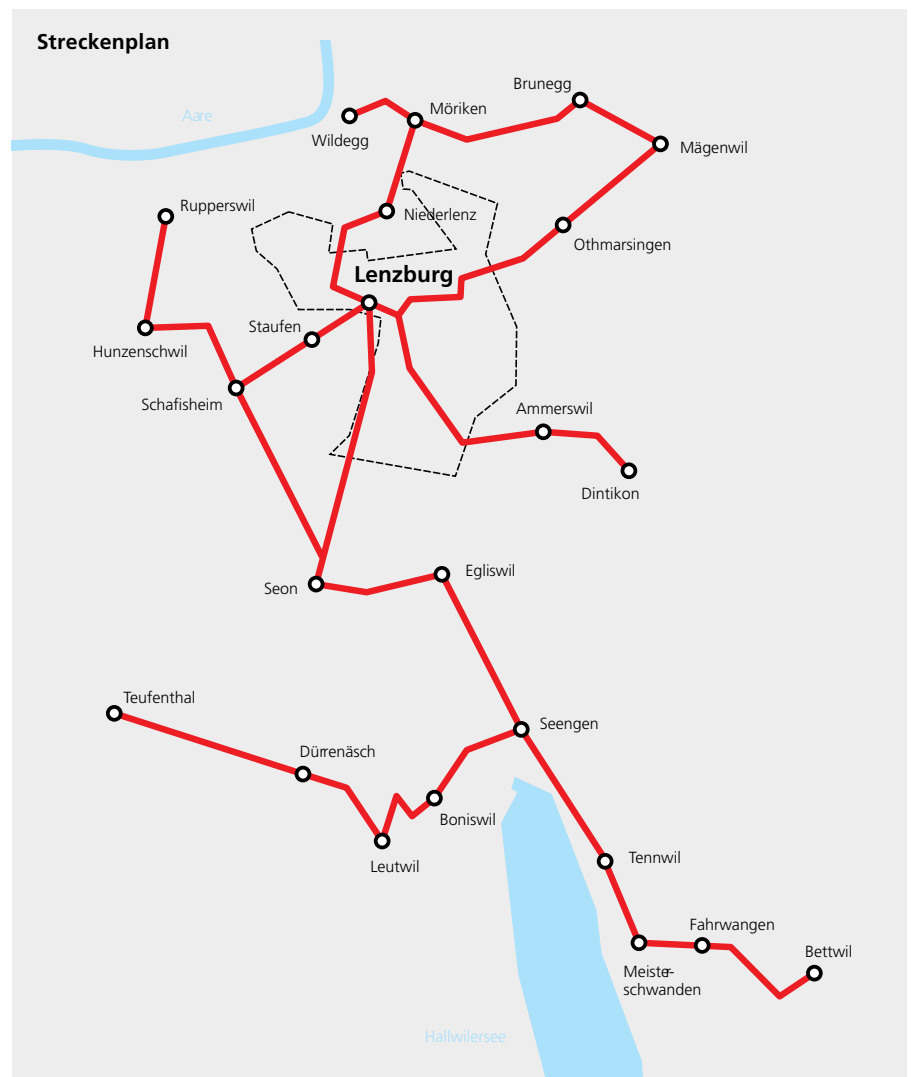 Streckenplan
Brunegg
Aare
Möriken
Wildegg
Mägenwil
Rupperswil
Niederlenz
Othmarsingen
Lenzburg
Staufen
Hunzenschwil
Schafisheim
Ammerswil
Dintikon
Egliswil
Seon
Teufenthal
Seengen
Dürrenäsch
Boniswil
Leutwil
Tennwil
Fahrwangen
Bettwil
Meister-
schwanden
Hallwilersee